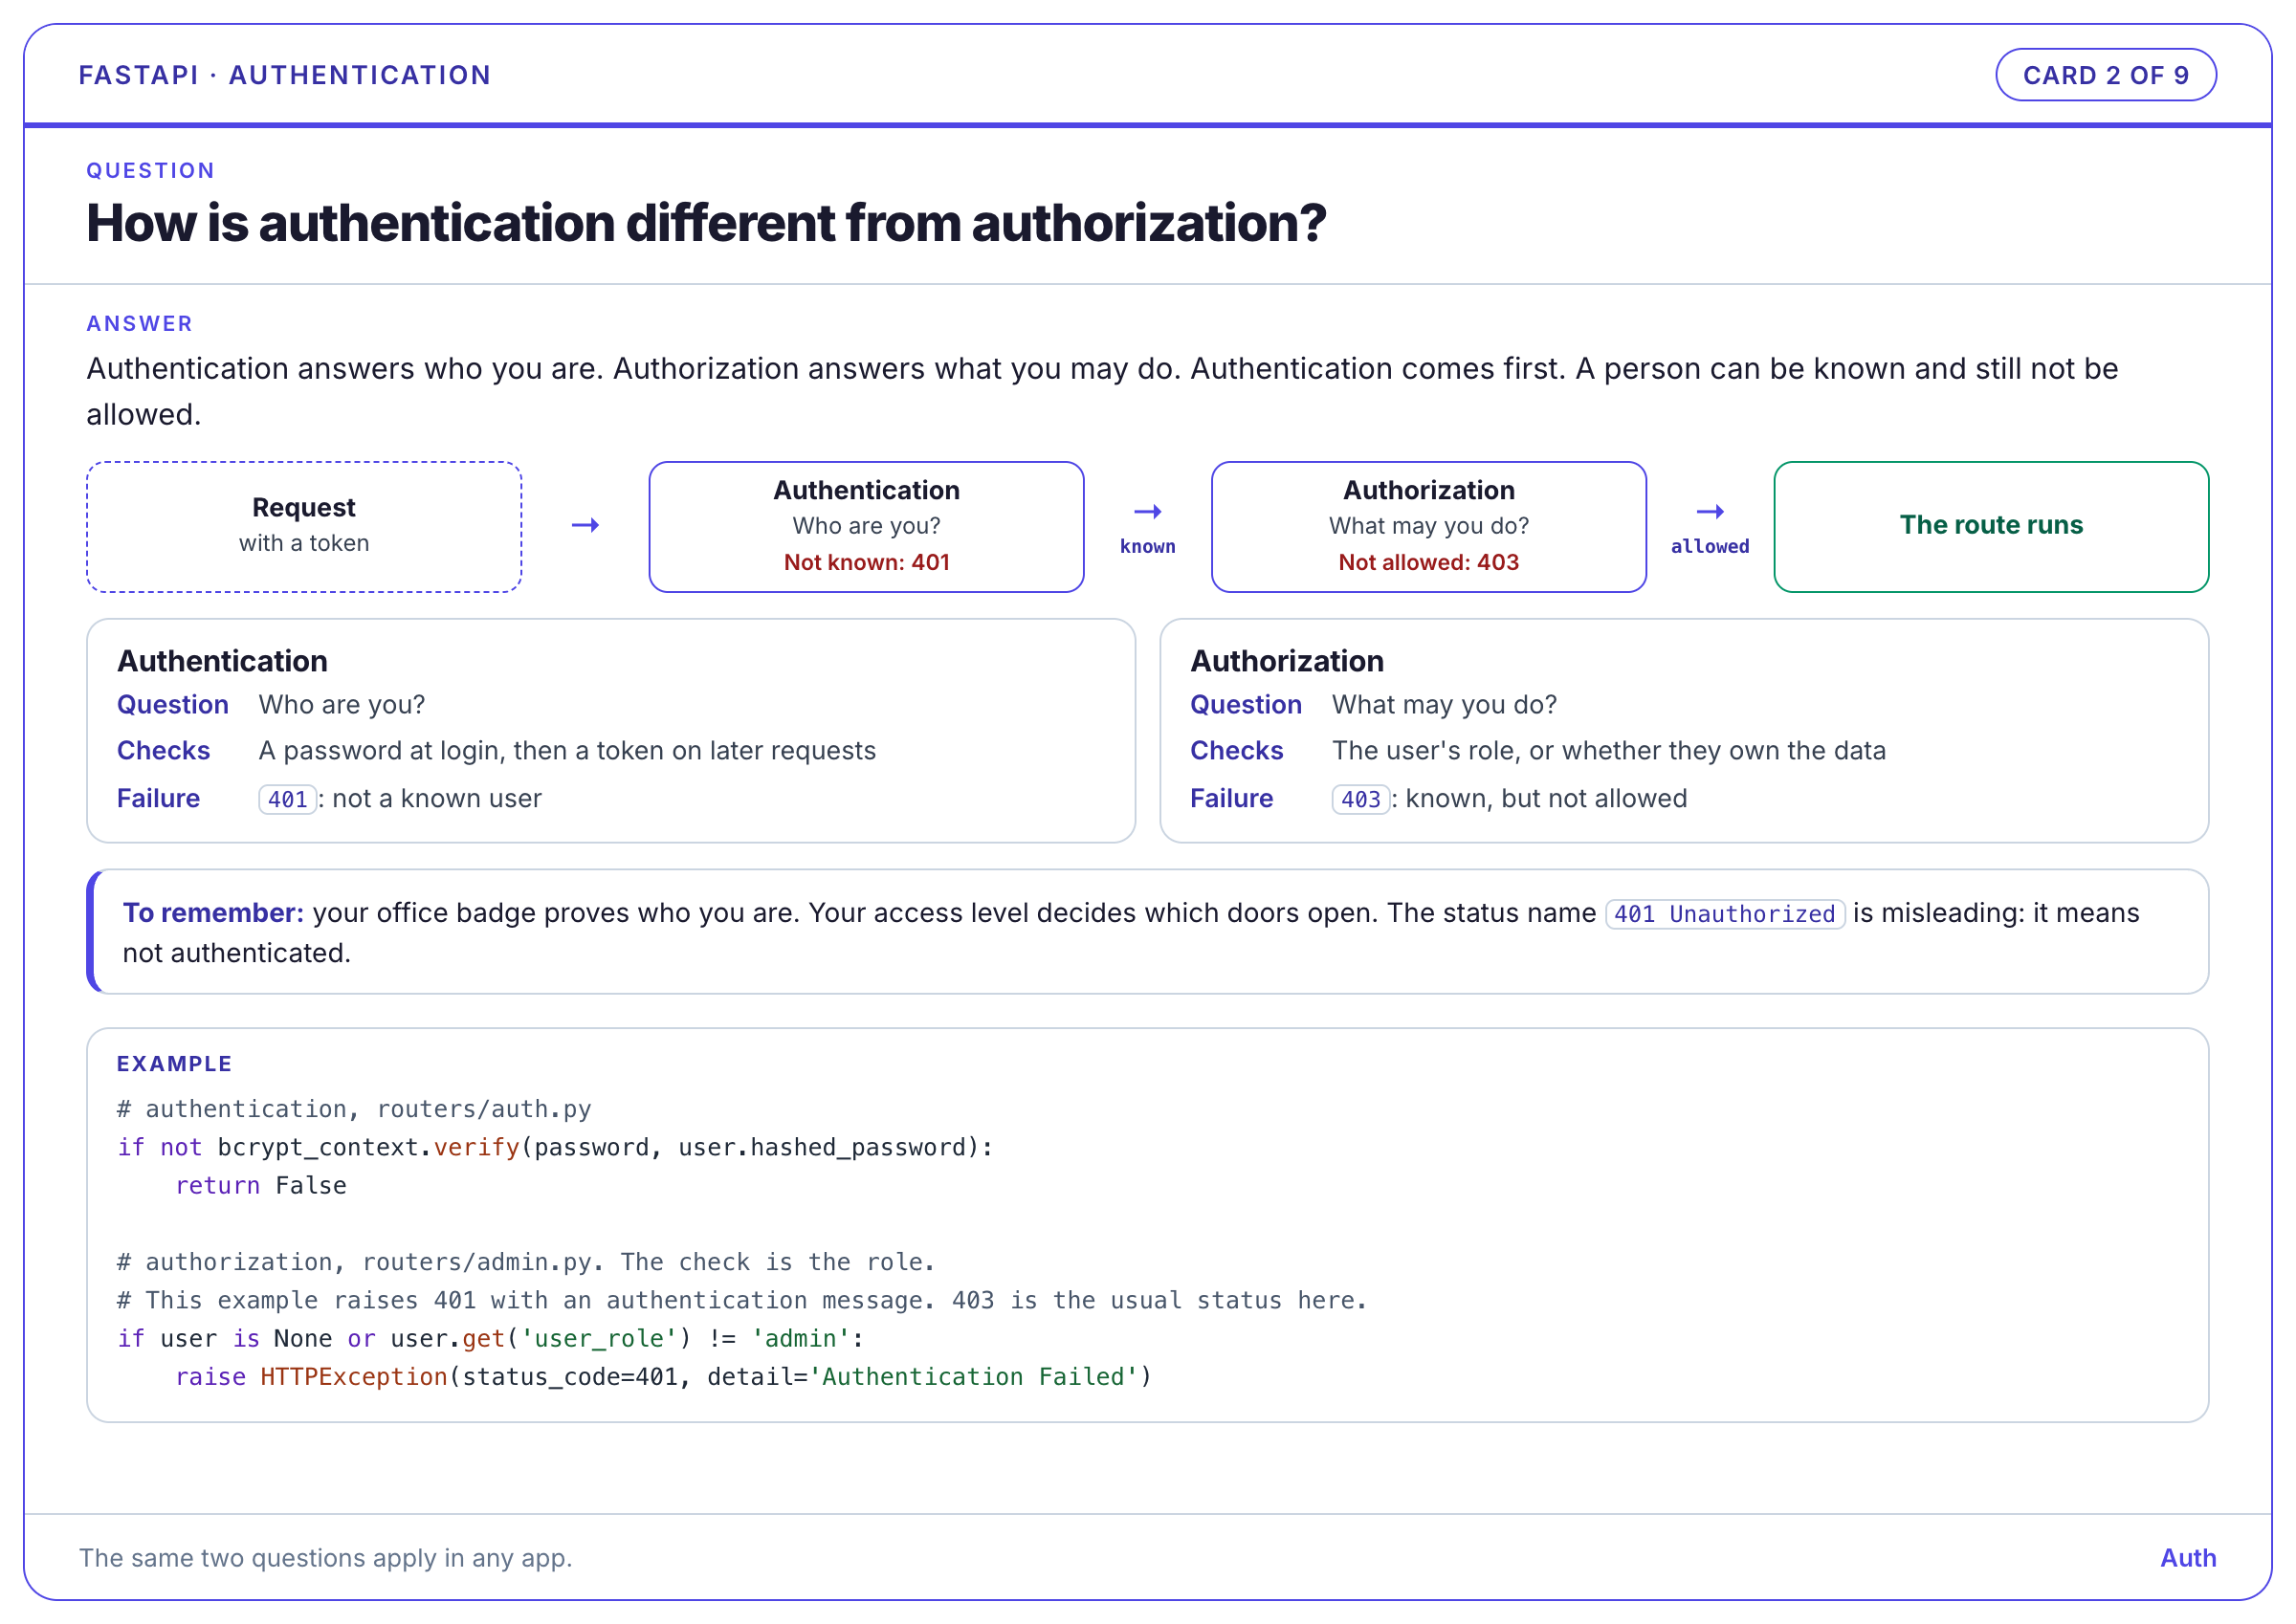 FASTAPI · AUTHENTICATION
CARD 2 OF 9
QUESTION
How is authentication different from authorization?
ANSWER
Authentication answers who you are. Authorization answers what you may do. Authentication comes first. A person can be known and still not be
allowed.
Request
with a token
→
Authentication
Who are you?
Not known: 401
→
known
Authorization
What may you do?
Not allowed: 403
→
allowed
The route runs
Authentication
Question Who are you?
Checks A password at login, then a token on later requests
Failure 401: not a known user
Authorization
Question What may you do?
Checks The user's role, or whether they own the data
Failure 403: known, but not allowed
To remember: your office badge proves who you are. Your access level decides which doors open. The status name 401 Unauthorized is misleading: it means
not authenticated.
EXAMPLE
# authentication, routers/auth.py
if not bcrypt_context.verify(password, user.hashed_password):
    return False
# authorization, routers/admin.py. The check is the role.
# This example raises 401 with an authentication message. 403 is the usual status here.
if user is None or user.get('user_role') != 'admin':
    raise HTTPException(status_code=401, detail='Authentication Failed')
The same two questions apply in any app.
Auth